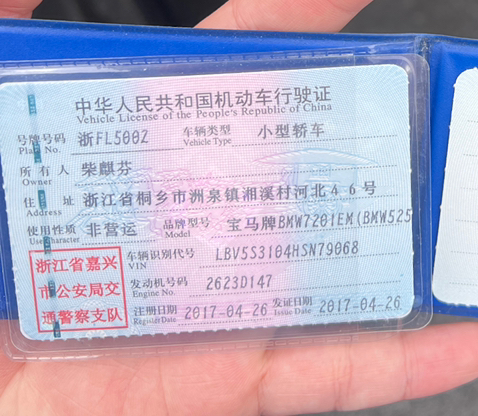 中华人民共和国机动车行驶证
Vehicle License of the People's Republic of China
号牌号码 浙FL500Z 车辆类型 小型轿车
Plate No. Vehicle Type
所有人 柴麒芬
Owner
住址 浙江省桐乡市洲泉镇湘溪村河北46号
Address
使用性质 非营运 品牌型号 宝马牌BMW7201EM(BMW525
Use Character Model
浙江省嘉兴 车辆识别代号 LBV5S3104HSN79068
VIN
市公安局交 发动机号码 2623D147
Engine No.
通警察支队 注册日期 2017-04-26 发证日期 2017-04-26
Register Date Issue Date